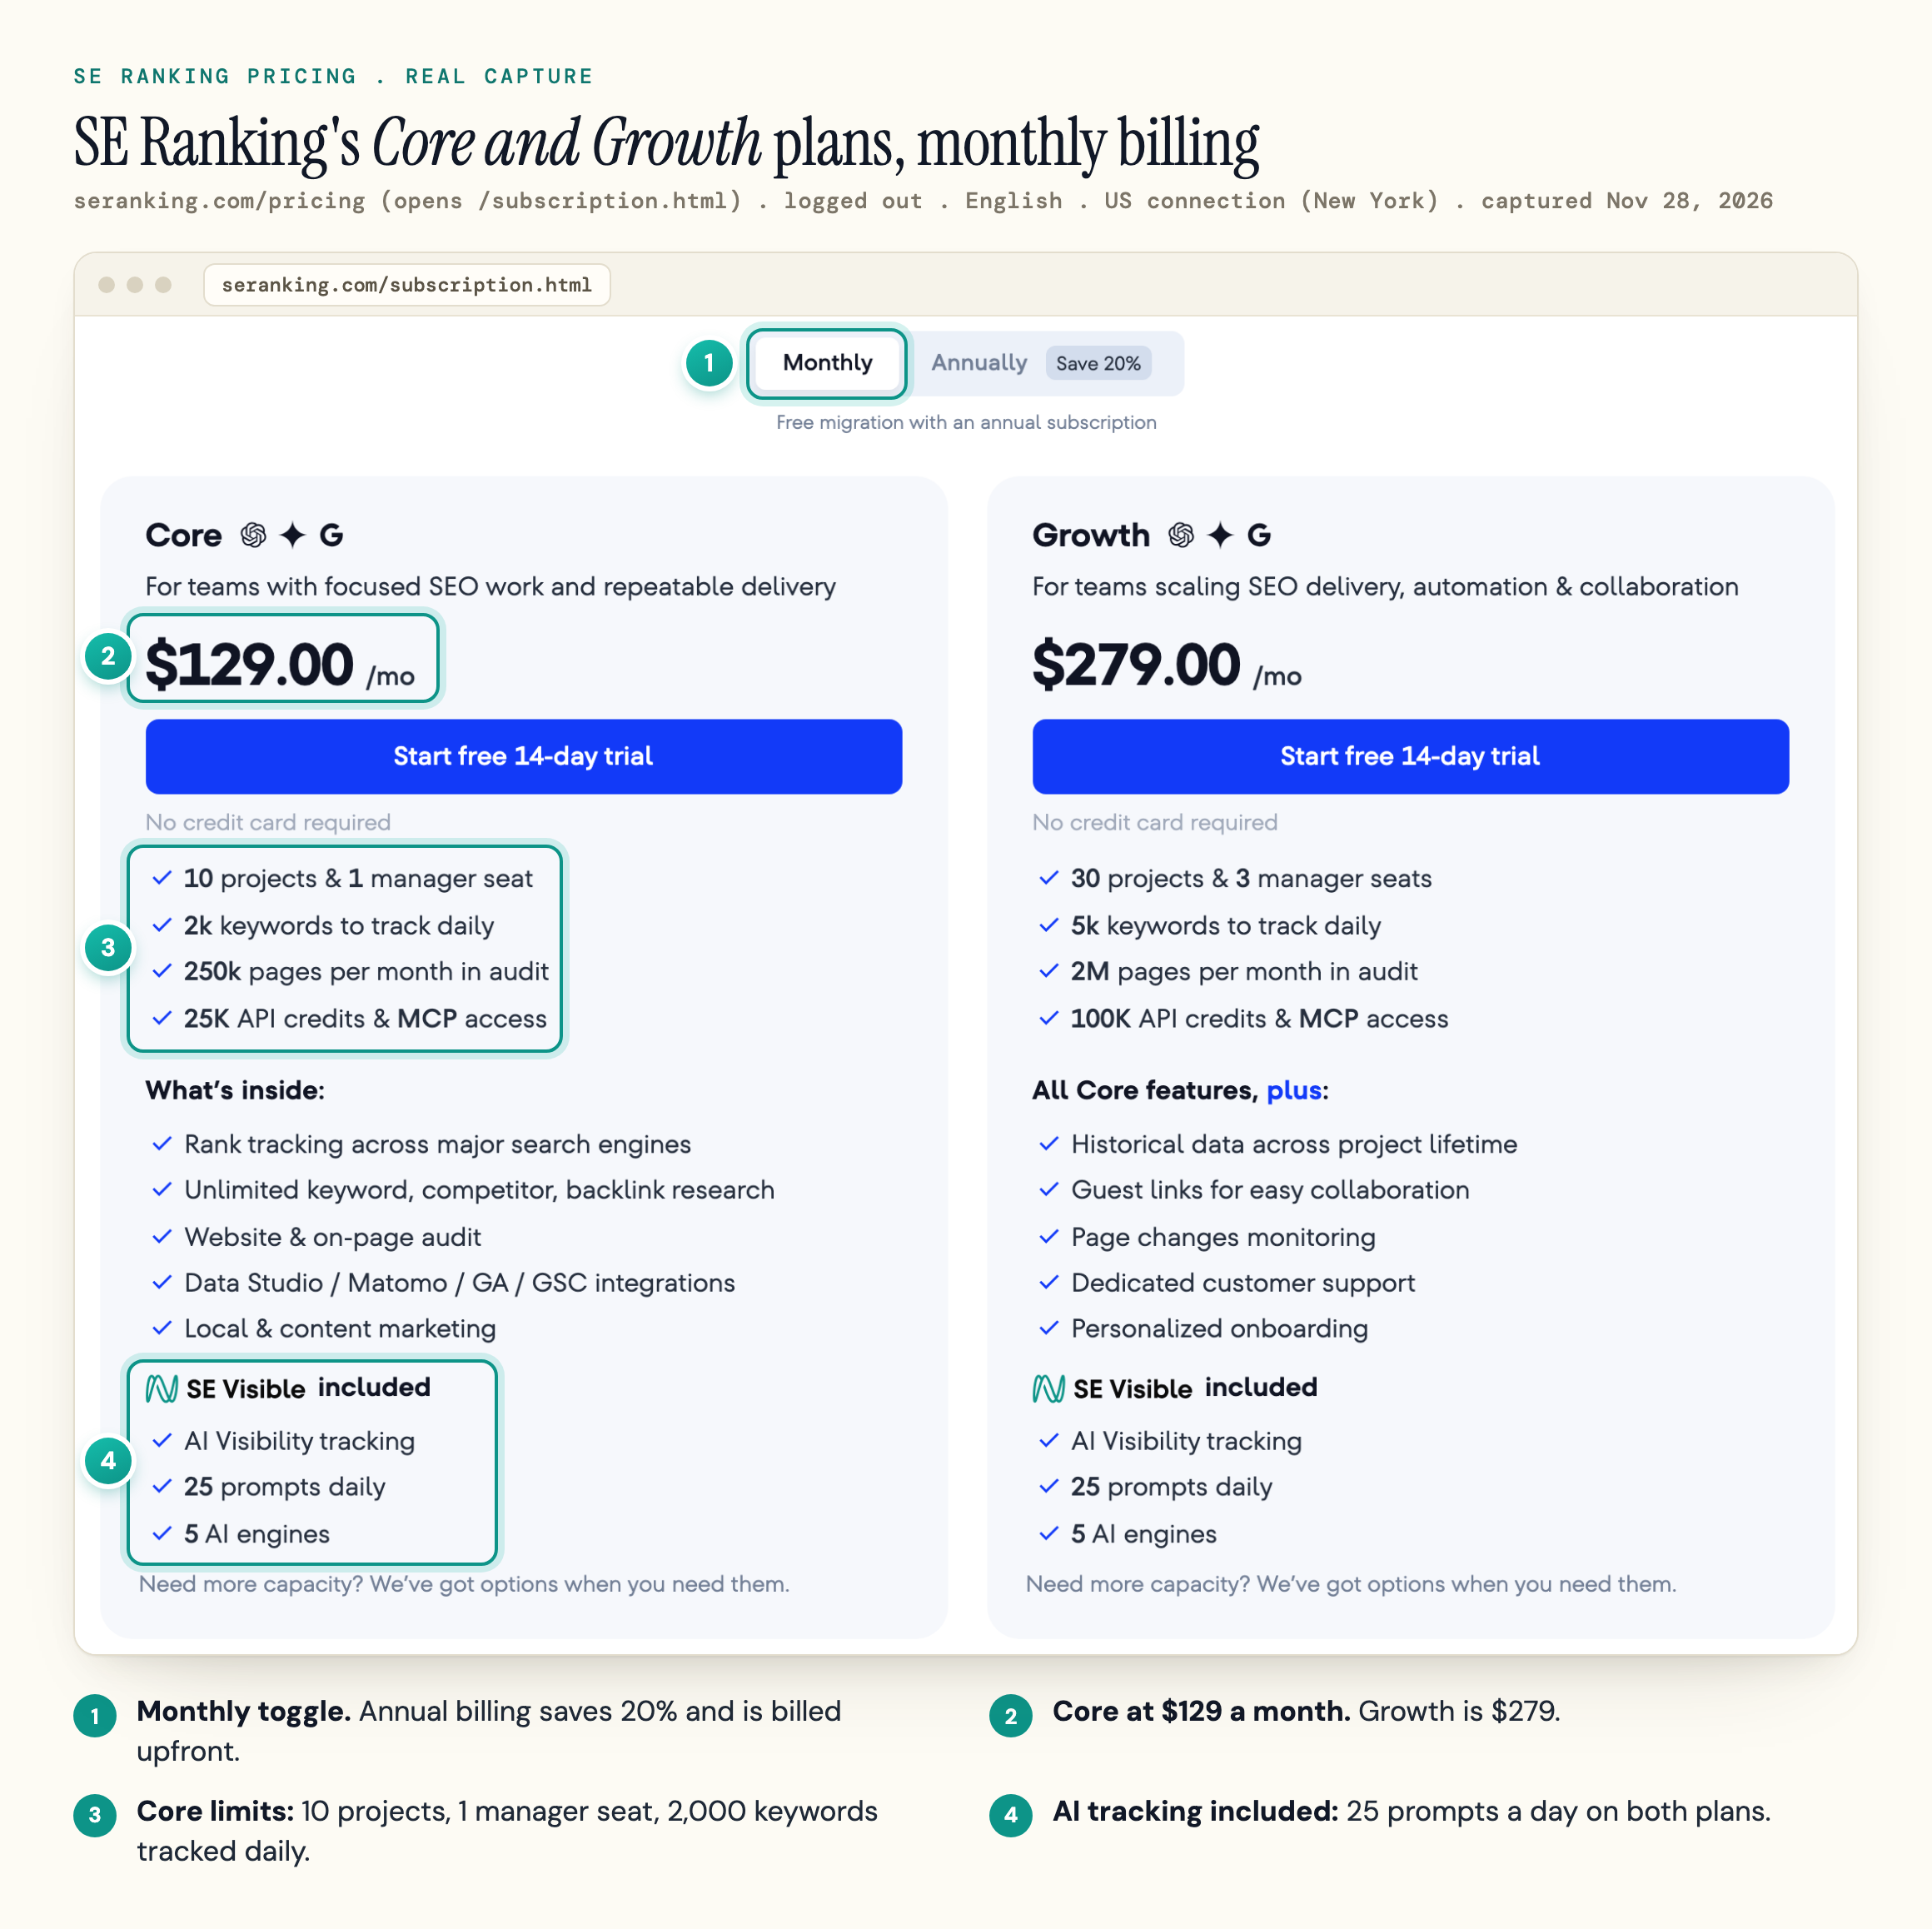 SE RANKING PRICING . REAL CAPTURE
SE Ranking's Core and Growth plans, monthly billing
seranking.com/pricing (opens /subscription.html) . logged out . English . US connection (New York) . captured Nov 28, 2026
seranking.com/subscription.html
1
Monthly
Annually
Save 20%
Free migration with an annual subscription
Core
For teams with focused SEO work and repeatable delivery
2
$129.00 /mo
Start free 14-day trial
No credit card required
3
10 projects & 1 manager seat
2k keywords to track daily
250k pages per month in audit
25K API credits & MCP access
What's inside:
Rank tracking across major search engines
Unlimited keyword, competitor, backlink research
Website & on-page audit
Data Studio / Matomo / GA / GSC integrations
Local & content marketing
4
SE Visible included
AI Visibility tracking
25 prompts daily
5 AI engines
Need more capacity? We've got options when you need them.
Growth
For teams scaling SEO delivery, automation & collaboration
$279.00 /mo
Start free 14-day trial
No credit card required
30 projects & 3 manager seats
5k keywords to track daily
2M pages per month in audit
100K API credits & MCP access
All Core features, plus:
Historical data across project lifetime
Guest links for easy collaboration
Page changes monitoring
Dedicated customer support
Personalized onboarding
SE Visible included
AI Visibility tracking
25 prompts daily
5 AI engines
Need more capacity? We've got options when you need them.
1 Monthly toggle. Annual billing saves 20% and is billed
upfront.
2 Core at $129 a month. Growth is $279.
3 Core limits: 10 projects, 1 manager seat, 2,000 keywords
tracked daily.
4 AI tracking included: 25 prompts a day on both plans.